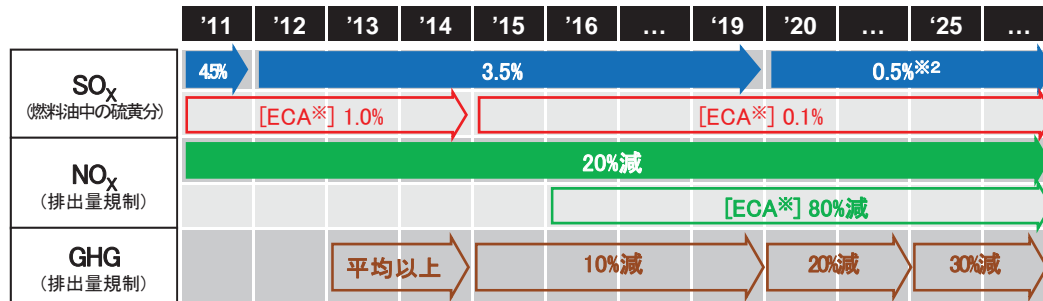 ’11 ’12 ’13 ’14 ’15 ’16 … ’19 ’20 … ‘25 …
SOX
(燃料油中の硫黄分)
4.5% 3.5% 0.5%※2
[ECA※] 1.0% [ECA※] 0.1%
NOX
(排出量規制)
20%減
[ECA※] 80%減
GHG
(排出量規制)
平均以上 10%減 20%減 30%減